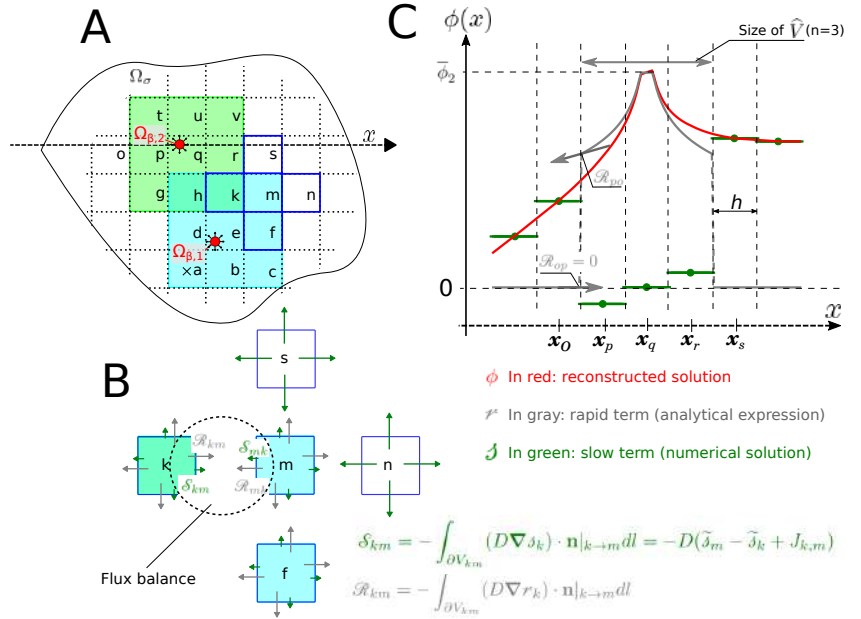 A
Ω_σ
t u v
Ω_β,2
x
o p q r s
g h k m n
d e f
Ω_β,1
×a b c
B
s
k
ℛ_km
𝒮_km
𝒮_mk
ℛ_mk
m
n
f
Flux balance
C
ϕ(x)
Size of V̂(n=3)
ϕ̅_2
ℛ_po
h
ℛ_op = 0
0
x
x_O x_p x_q x_r x_s
ϕ In red: reconstructed solution
r In gray: rapid term (analytical expression)
s In green: slow term (numerical solution)
𝒮_km = −∫_∂V_km (D∇s_k) · n|_k→m dl = −D(s̃_m − s̃_k + J_k,m)
ℛ_km = −∫_∂V_km (D∇r_k) · n|_k→m dl